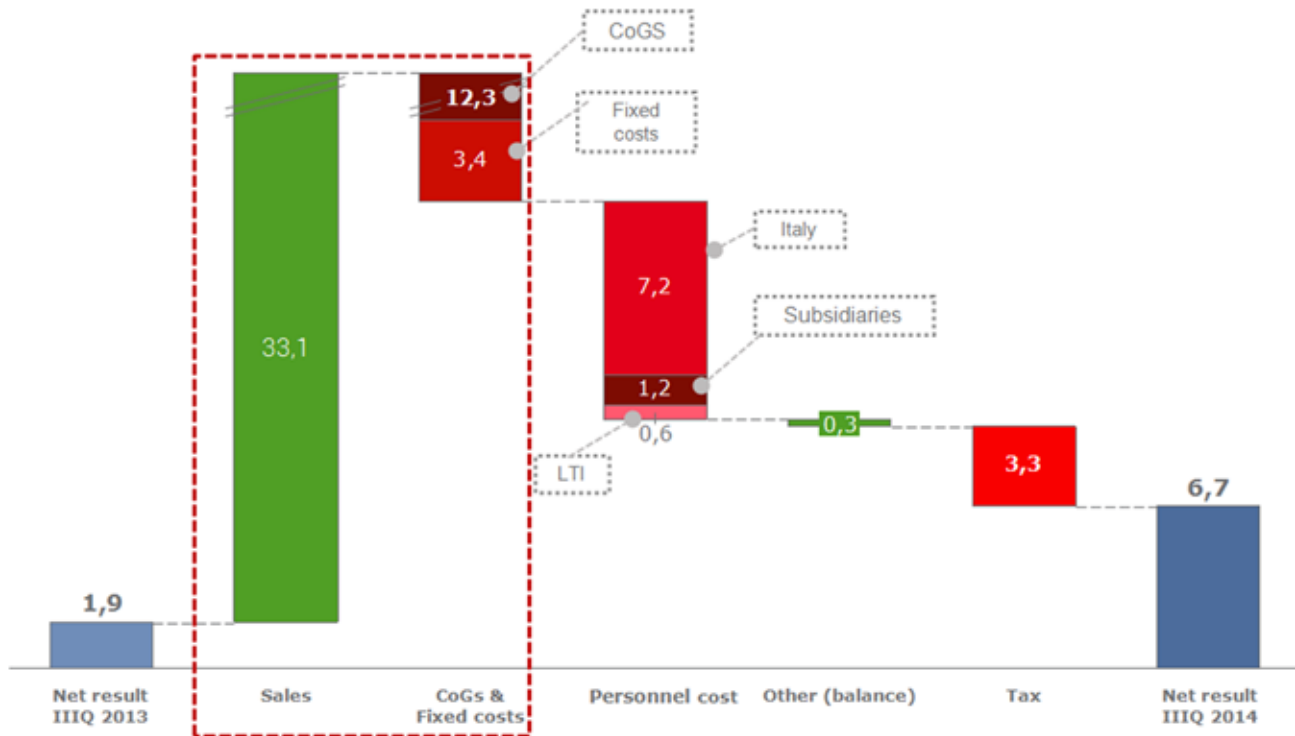 CoGS
12,3
Fixed
costs
3,4
Italy
7,2
Subsidiaries
33,1
1,2
0,3
0,6
LTI
3,3
6,7
1,9
Net result
IIIQ 2013
Sales
CoGs &
Fixed costs
Personnel cost
Other (balance)
Tax
Net result
IIIQ 2014